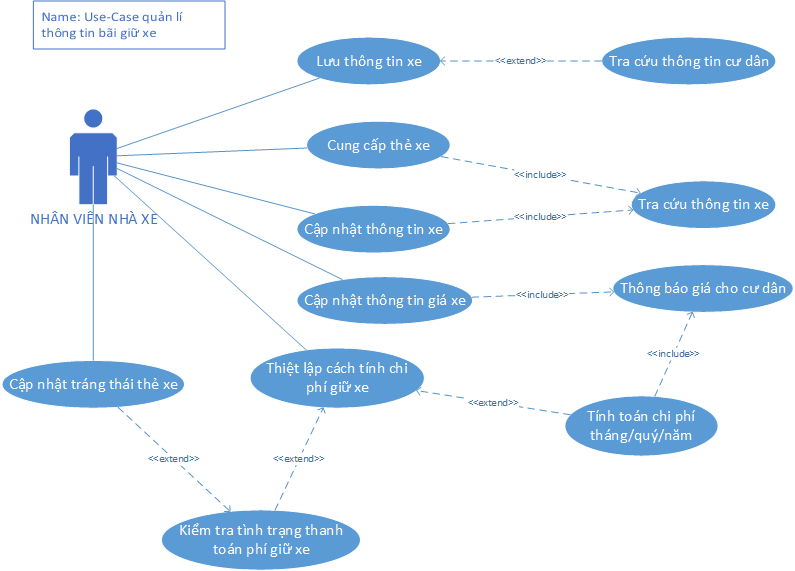 Name: Use-Case quản lí
thông tin bãi giữ xe
Lưu thông tin xe
<<extend>>
Tra cứu thông tin cư dân
Cung cấp thẻ xe
<<include>>
Tra cứu thông tin xe
NHÂN VIÊN NHÀ XE
Cập nhật thông tin xe
<<include>>
Cập nhật thông tin giá xe
<<include>>
Thông báo giá cho cư dân
<<include>>
Cập nhật tráng thái thẻ xe
Thiệt lập cách tính chi
phí giữ xe
<<extend>>
Tính toán chi phí
tháng/quý/năm
<<extend>>
<<extend>>
Kiểm tra tình trạng thanh
toán phí giữ xe